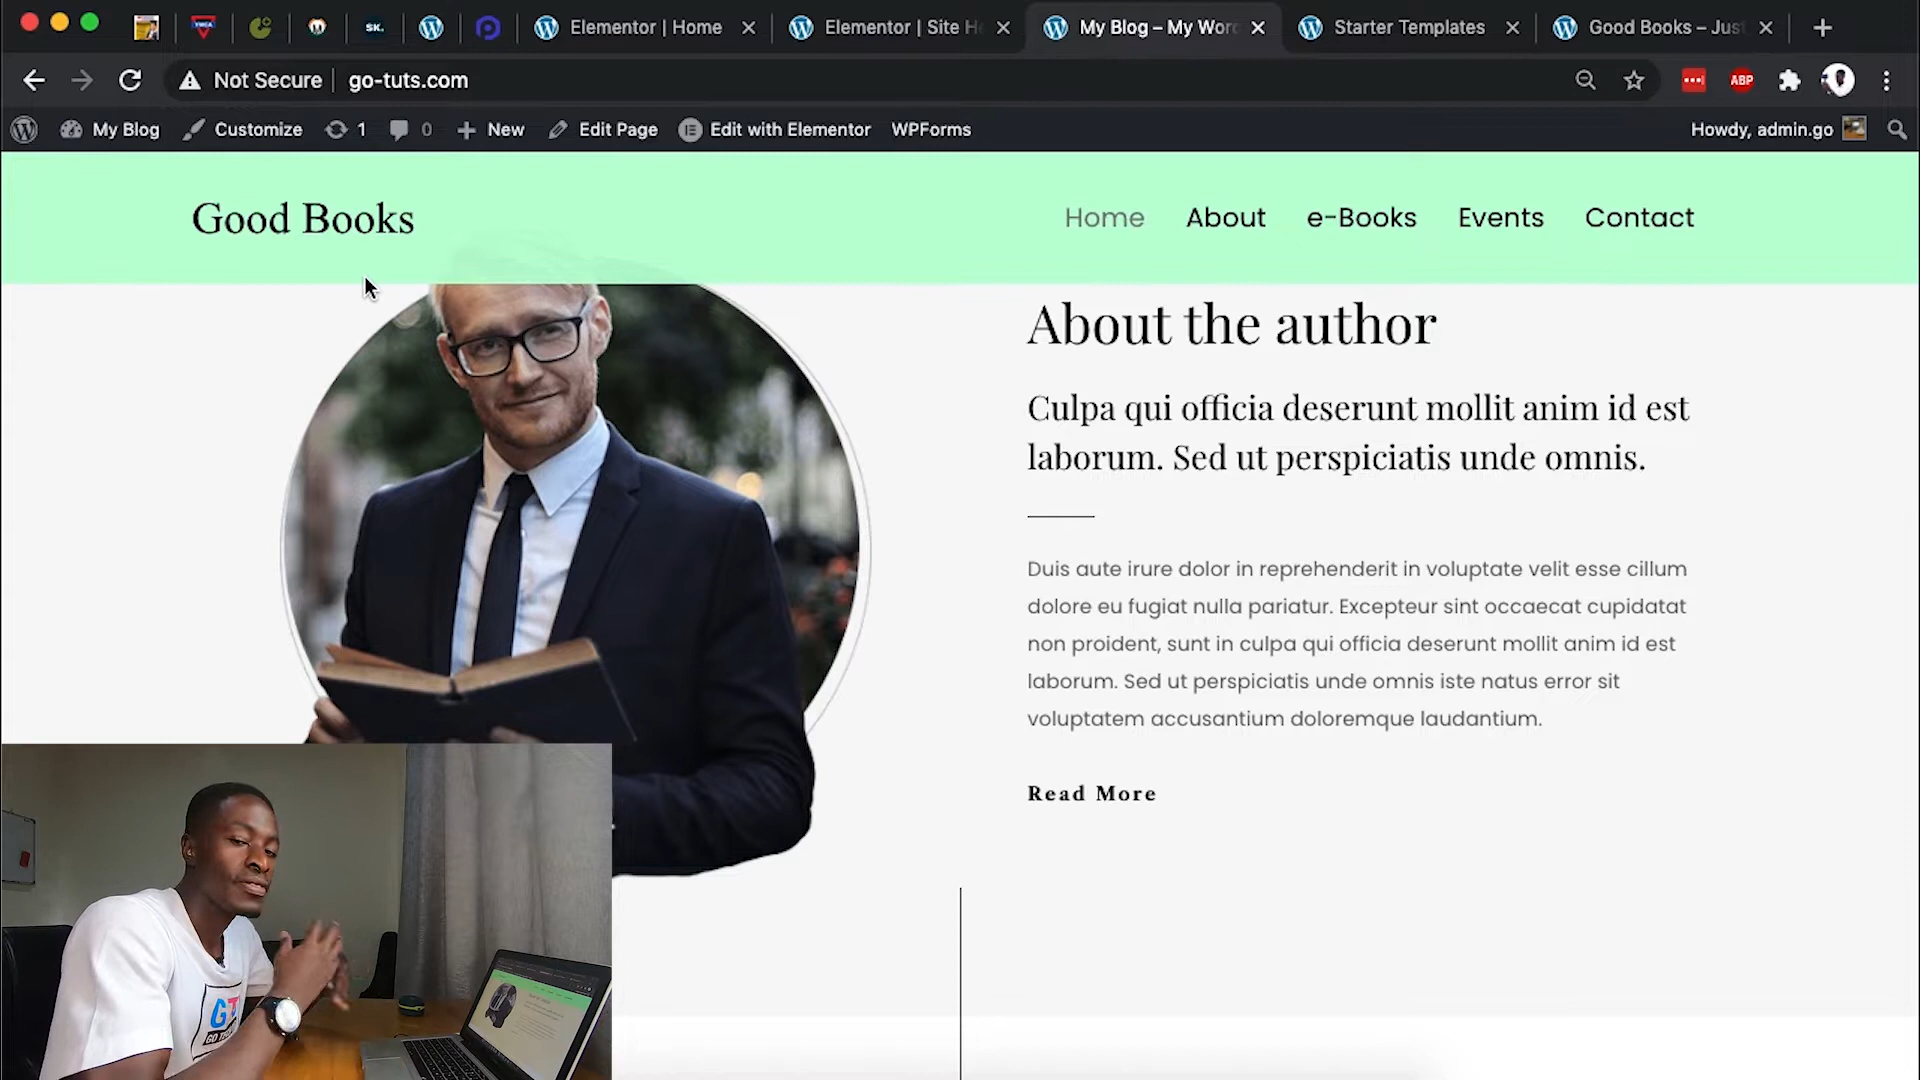 SK.
Elementor | Home
Elementor | Site H
My Blog – My Wor
Starter Templates
Good Books – Jus
Not Secure
go-tuts.com
ABP
My Blog
Customize
1
0
New
Edit Page
Edit with Elementor
WPForms
Howdy, admin.go
Good Books
Home
About
e-Books
Events
Contact
About the author
Culpa qui officia deserunt mollit anim id est
laborum. Sed ut perspiciatis unde omnis.
Duis aute irure dolor in reprehenderit in voluptate velit esse cillum
dolore eu fugiat nulla pariatur. Excepteur sint occaecat cupidatat
non proident, sunt in culpa qui officia deserunt mollit anim id est
laborum. Sed ut perspiciatis unde omnis iste natus error sit
voluptatem accusantium doloremque laudantium.
Read More